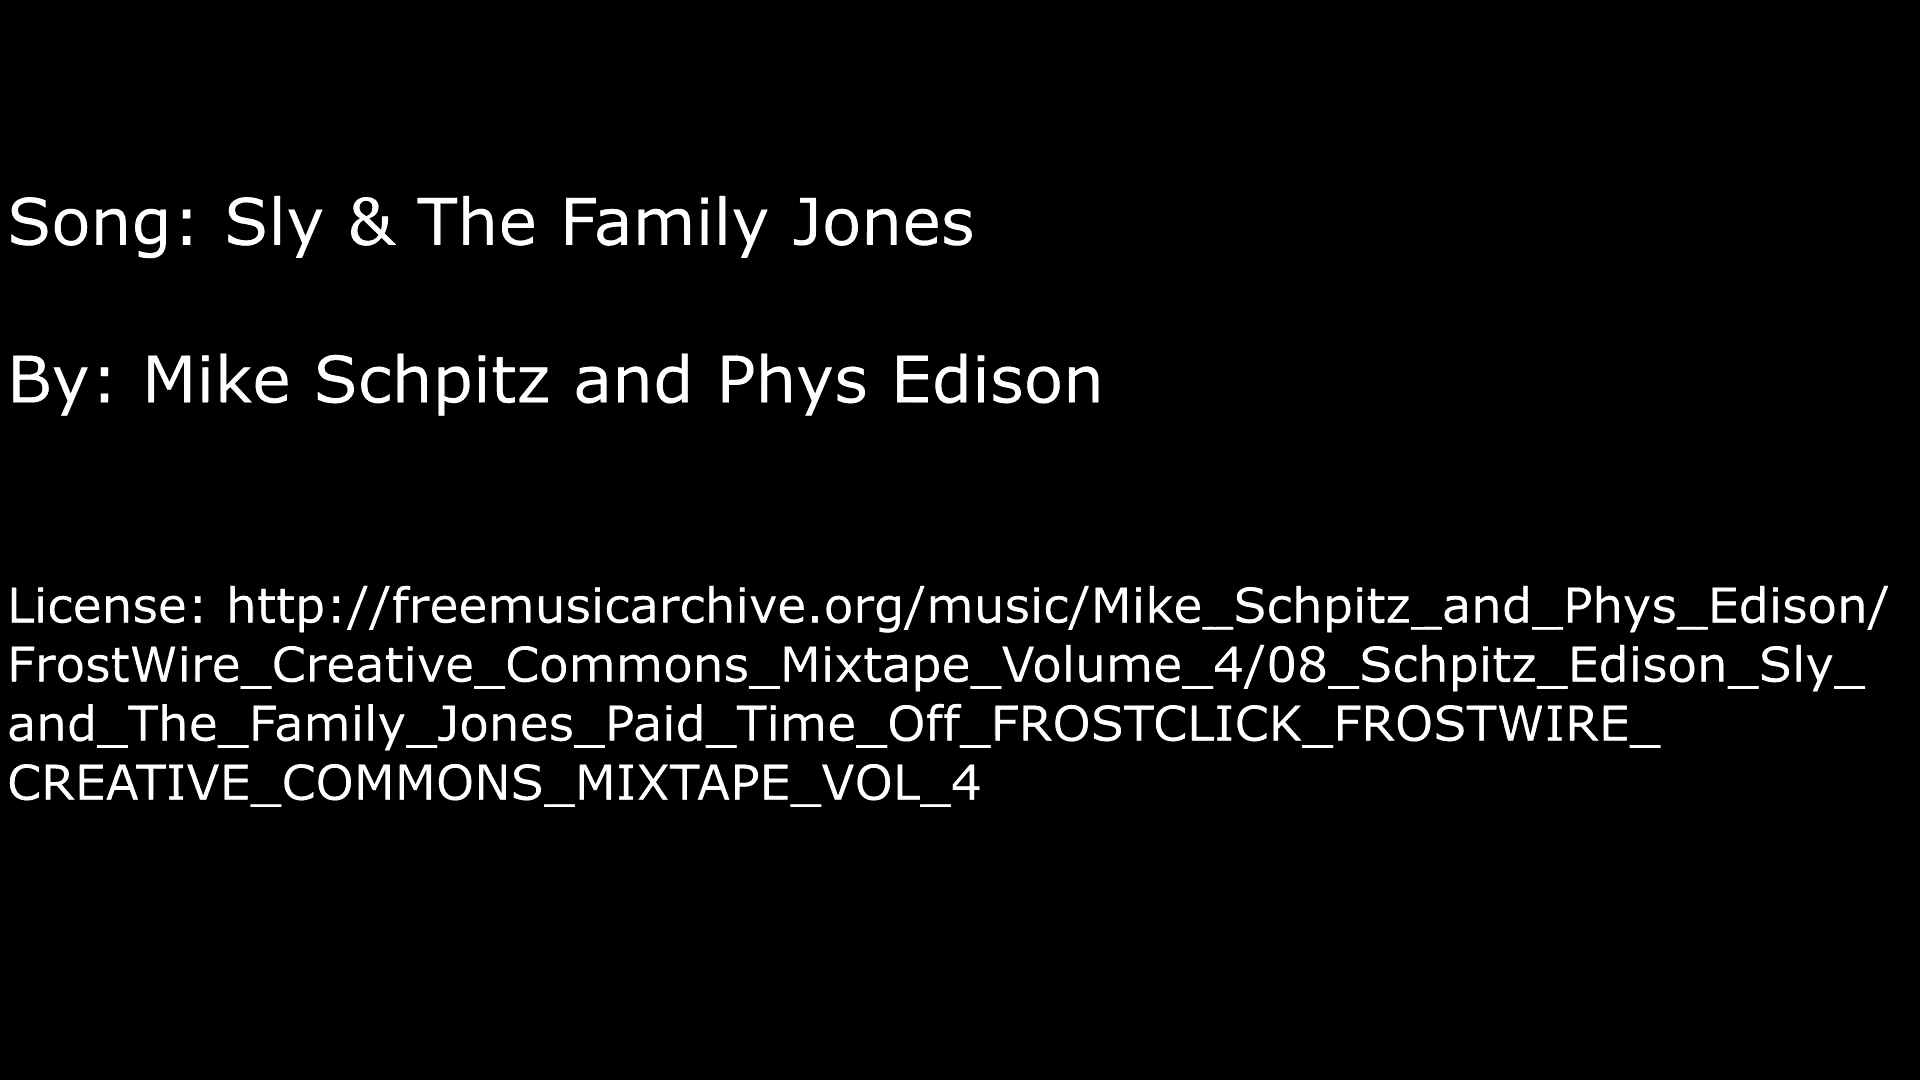 Song: Sly & The Family Jones
By: Mike Schpitz and Phys Edison
License: http://freemusicarchive.org/music/Mike_Schpitz_and_Phys_Edison/
FrostWire_Creative_Commons_Mixtape_Volume_4/08_Schpitz_Edison_Sly_
and_The_Family_Jones_Paid_Time_Off_FROSTCLICK_FROSTWIRE_
CREATIVE_COMMONS_MIXTAPE_VOL_4